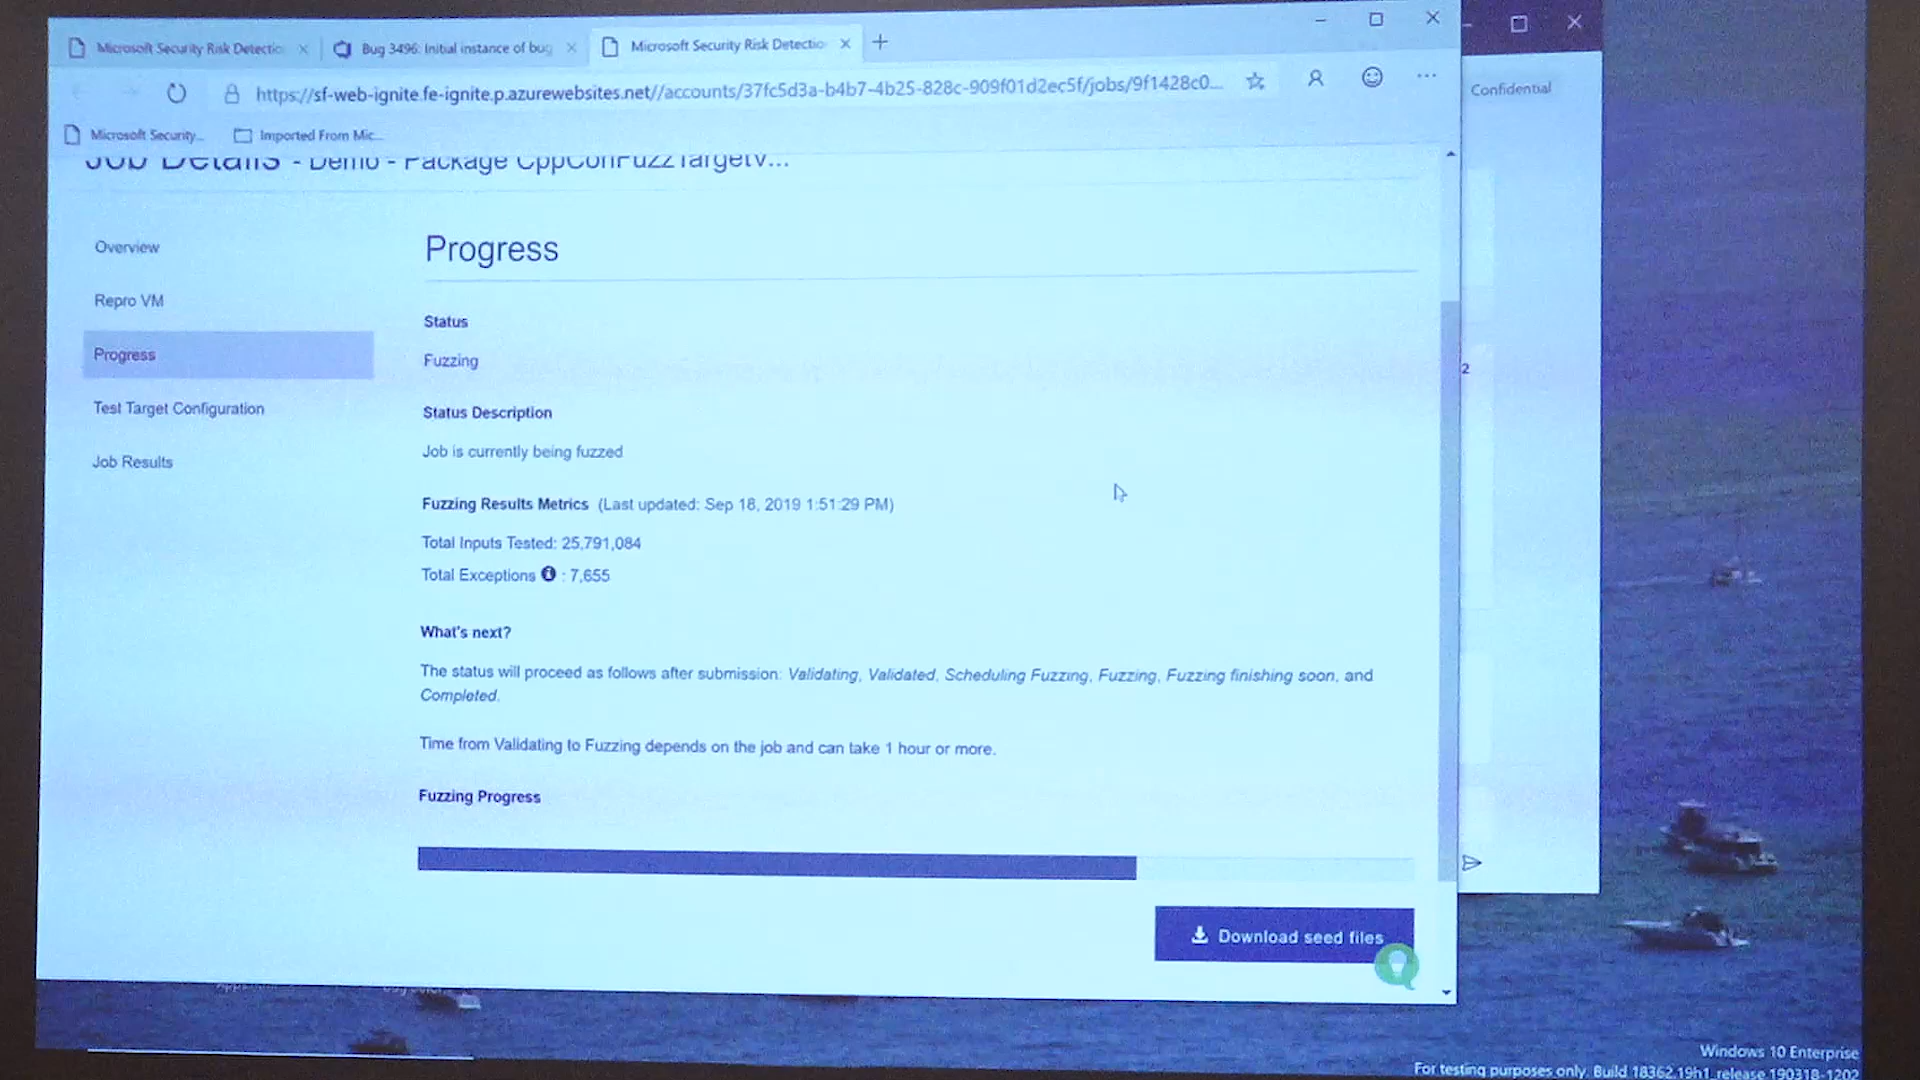 Microsoft Security Risk Detectio
Bug 3496: Initial instance of bug
Microsoft Security Risk Detectio
https://sf-web-ignite.fe-ignite.p.azurewebsites.net//accounts/37fc5d3a-b4b7-4b25-828c-909f01d2ec5f/jobs/9f1428c0...
Confidential
Microsoft Security...
Imported From Mic...
Job Details - Demo - Package CppConFuzzTargetV...
Overview
Repro VM
Progress
Test Target Configuration
Job Results
Progress
Status
Fuzzing
Status Description
Job is currently being fuzzed
Fuzzing Results Metrics (Last updated: Sep 18, 2019 1:51:29 PM)
Total Inputs Tested: 25,791,084
Total Exceptions : 7,655
What's next?
The status will proceed as follows after submission: Validating, Validated, Scheduling Fuzzing, Fuzzing, Fuzzing finishing soon, and
Completed.
Time from Validating to Fuzzing depends on the job and can take 1 hour or more.
Fuzzing Progress
Download seed files
2
Windows 10 Enterprise
For testing purposes only. Build 18362.19h1_release.190318-1202